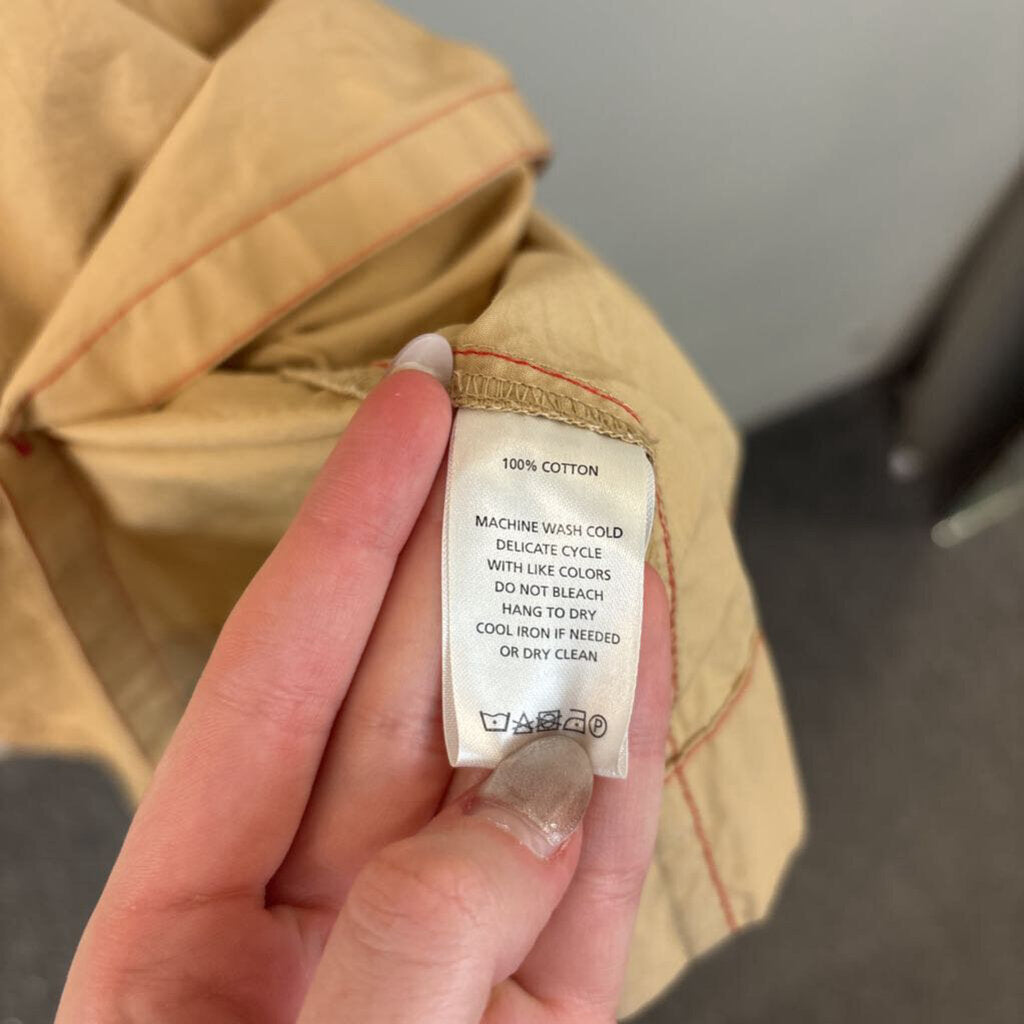 100% COTTON
MACHINE WASH COLD
DELICATE CYCLE
WITH LIKE COLORS
DO NOT BLEACH
HANG TO DRY
COOL IRON IF NEEDED
OR DRY CLEAN
P